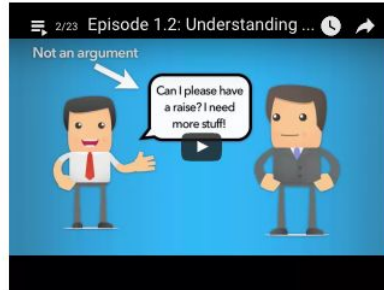 2/23 Episode 1.2: Understanding ...
Not an argument
Can I please have
a raise? I need
more stuff!